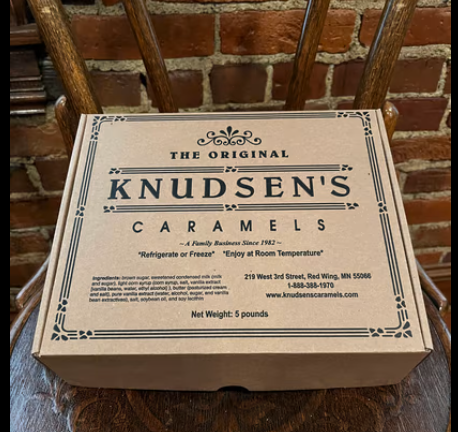 THE ORIGINAL
KNUDSEN'S
CARAMELS
~A Family Business Since 1982~
"Refrigerate or Freeze" "Enjoy at Room Temperature"
Ingredients: brown sugar, sweetened condensed milk (milk
and sugar), light corn syrup (corn syrup, salt, vanilla extract
(vanilla beans, water, ethyl alcohol) ), butter (pasteurized cream
and salt), pure vanilla extract (water, alcohol, sugar, and vanilla
bean extractives), salt, soybean oil, and soy lecithin
219 West 3rd Street, Red Wing, MN 55066
1-888-388-1970
www.knudsenscaramels.com
Net Weight: 5 pounds